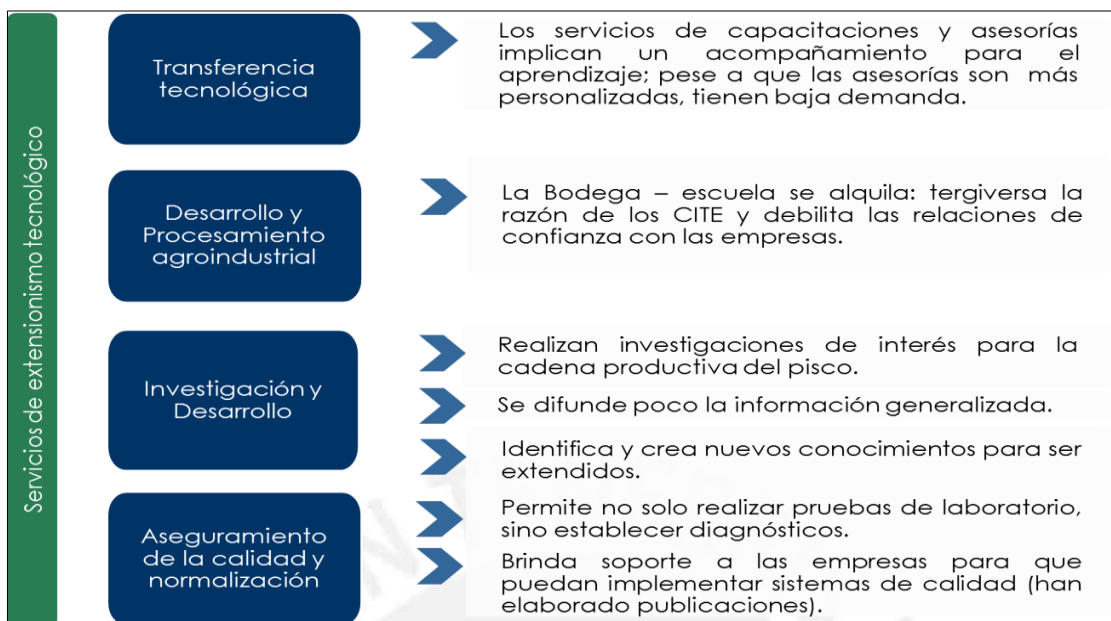 Servicios de extensionismo tecnológico
Transferencia
tecnológica
Los servicios de capacitaciones y asesorías
implican un acompañamiento para el
aprendizaje; pese a que las asesorías son más
personalizadas, tienen baja demanda.
Desarrollo y
Procesamiento
agroindustrial
La Bodega – escuela se alquila: tergiversa la
razón de los CITE y debilita las relaciones de
confianza con las empresas.
Investigación y
Desarrollo
Realizan investigaciones de interés para la
cadena productiva del pisco.
Se difunde poco la información generalizada.
Identifica y crea nuevos conocimientos para ser
extendidos.
Aseguramiento
de la calidad y
normalización
Permite no solo realizar pruebas de laboratorio,
sino establecer diagnósticos.
Brinda soporte a las empresas para que
puedan implementar sistemas de calidad (han
elaborado publicaciones).